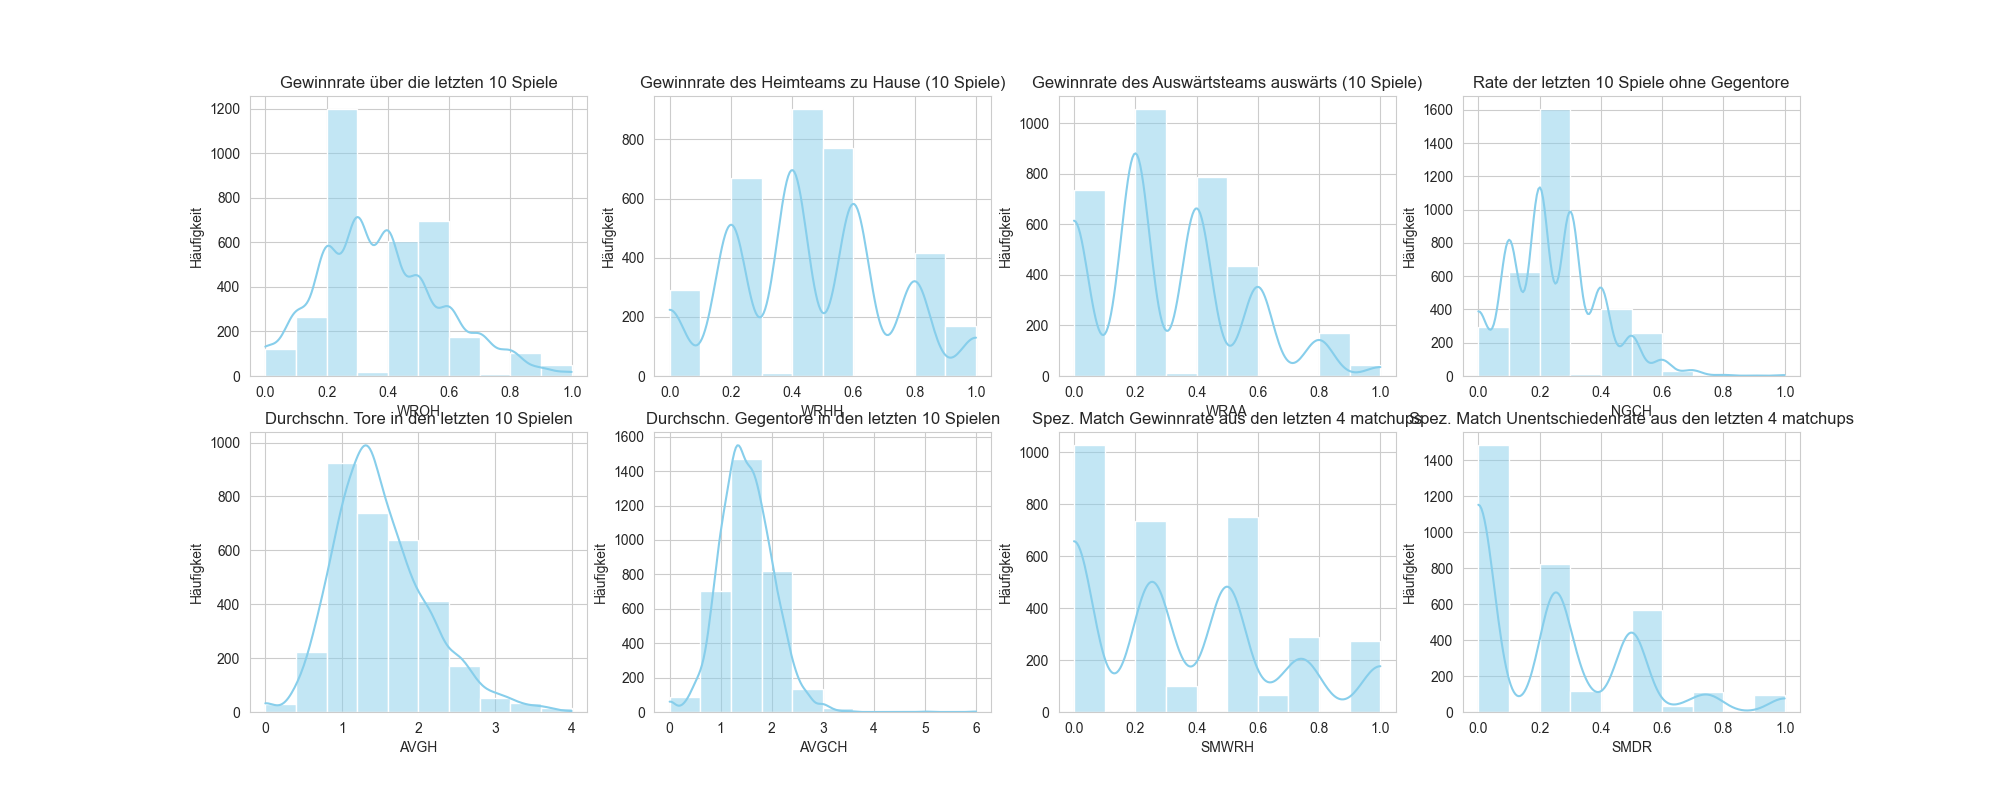 Gewinnrate über die letzten 10 Spiele
Häufigkeit
1200
1000
800
600
400
200
0
0.0 0.2 0.4 0.6 0.8 1.0
WROH
Gewinnrate des Heimteams zu Hause (10 Spiele)
Häufigkeit
800
600
400
200
0
0.0 0.2 0.4 0.6 0.8 1.0
WRHH
Gewinnrate des Auswärtsteams auswärts (10 Spiele)
Häufigkeit
1000
800
600
400
200
0
0.0 0.2 0.4 0.6 0.8 1.0
WRAA
Rate der letzten 10 Spiele ohne Gegentore
Häufigkeit
1600
1400
1200
1000
800
600
400
200
0
0.0 0.2 0.4 0.6 0.8 1.0
NGCH
Durchschn. Tore in den letzten 10 Spielen
Häufigkeit
1000
800
600
400
200
0
0 1 2 3 4
AVGH
Durchschn. Gegentore in den letzten 10 Spielen
Häufigkeit
1600
1400
1200
1000
800
600
400
200
0
0 1 2 3 4 5 6
AVGCH
Spez. Match Gewinnrate aus den letzten 4 matchups
Häufigkeit
1000
800
600
400
200
0
0.0 0.2 0.4 0.6 0.8 1.0
SMWRH
Spez. Match Unentschiedenrate aus den letzten 4 matchups
Häufigkeit
1400
1200
1000
800
600
400
200
0
0.0 0.2 0.4 0.6 0.8 1.0
SMDR